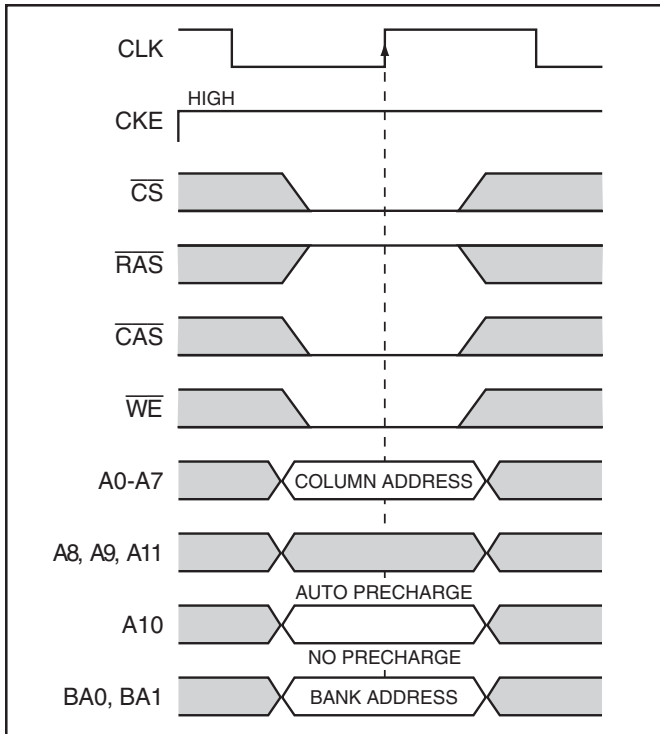 CLK
HIGH
CKE
CS
RAS
CAS
WE
A0-A7 COLUMN ADDRESS
A8, A9, A11
AUTO PRECHARGE
A10
NO PRECHARGE
BA0, BA1 BANK ADDRESS